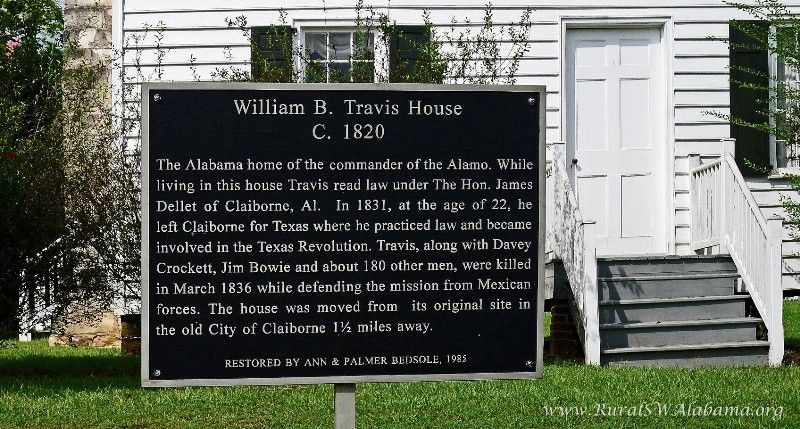 William B. Travis House
C. 1820
The Alabama home of the commander of the Alamo. While
living in this house Travis read law under The Hon. James
Dellet of Claiborne, Al. In 1831, at the age of 22, he
left Claiborne for Texas where he practiced law and became
involved in the Texas Revolution. Travis, along with Davey
Crockett, Jim Bowie and about 180 other men, were killed
in March 1836 while defending the mission from Mexican
forces. The house was moved from its original site in
the old City of Claiborne 1½ miles away.
RESTORED BY ANN & PALMER BEDSOLE, 1985
www.RuralSWAlabama.org